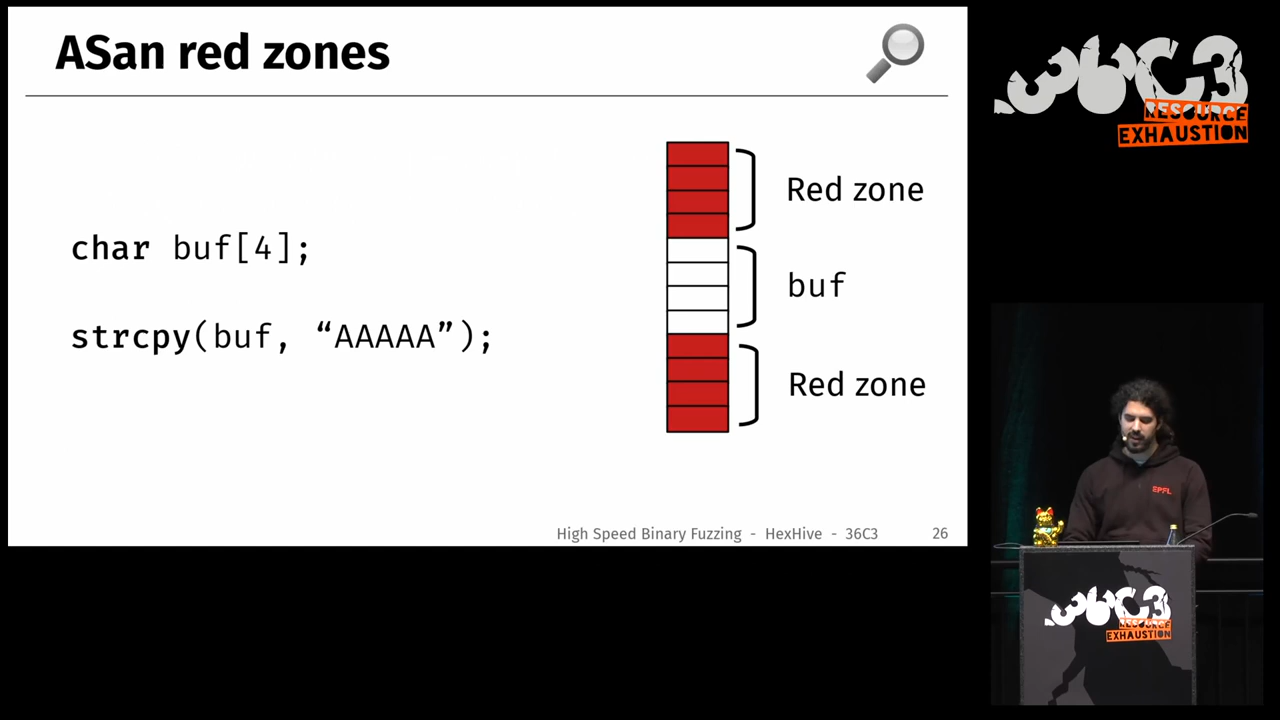 ASan red zones
char buf[4];
strcpy(buf, “AAAAA”);
Red zone
buf
Red zone
High Speed Binary Fuzzing - HexHive - 36C3
26
36C3
RESOURCE
EXHAUSTION
EPFL
36C3
RESOURCE
EXHAUSTION